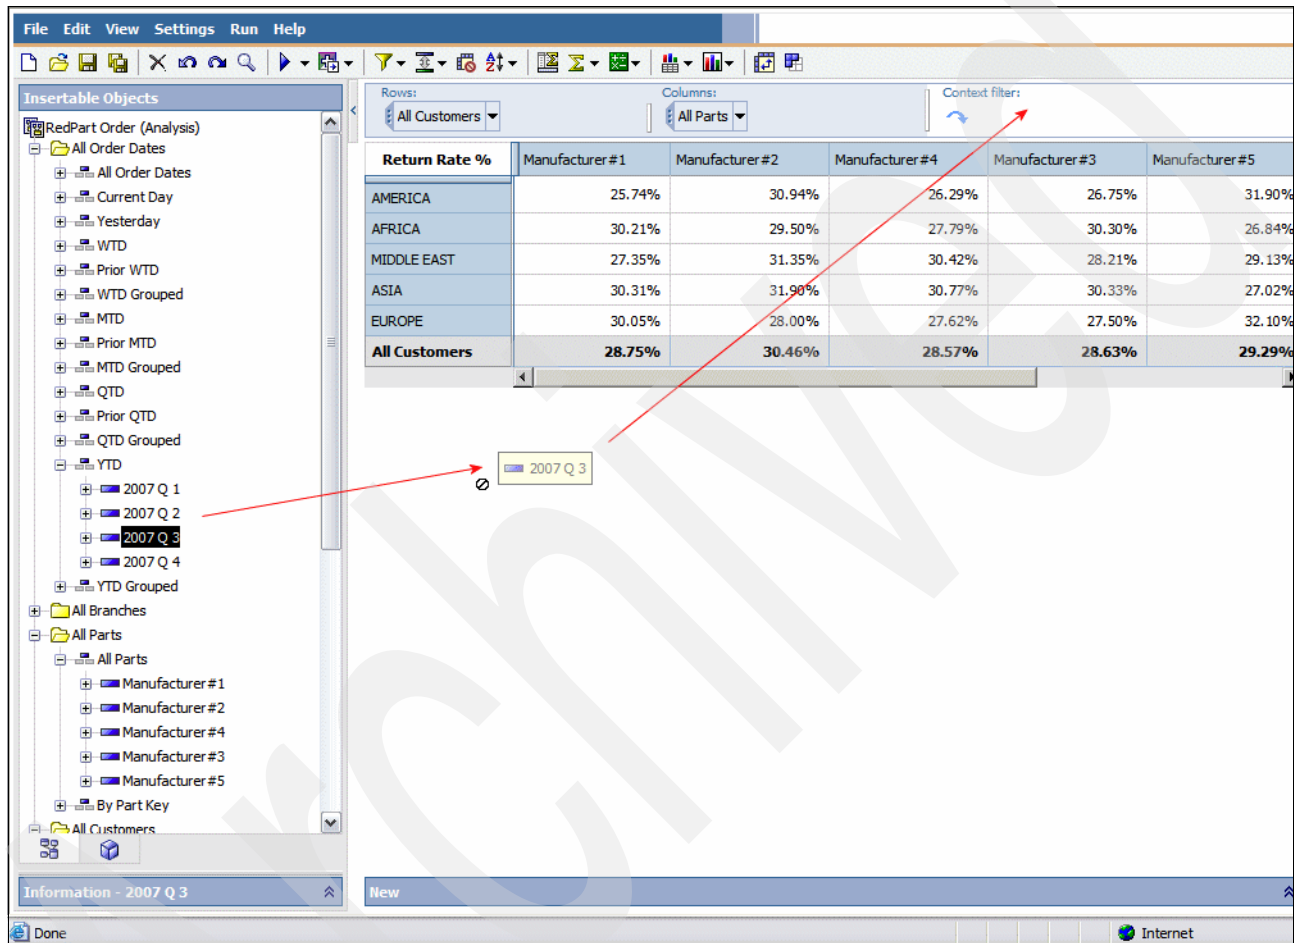 File Edit View Settings Run Help
Insertable Objects
RedPart Order (Analysis)
All Order Dates
All Order Dates
Current Day
Yesterday
WTD
Prior WTD
WTD Grouped
MTD
Prior MTD
MTD Grouped
QTD
Prior QTD
QTD Grouped
YTD
2007 Q 1
2007 Q 2
2007 Q 3
2007 Q 4
YTD Grouped
All Branches
All Parts
All Parts
Manufacturer#1
Manufacturer#2
Manufacturer#4
Manufacturer#3
Manufacturer#5
By Part Key
All Customers
Information - 2007 Q 3
Rows: Columns: Context filter:
All Customers All Parts
Return Rate % Manufacturer#1 Manufacturer#2 Manufacturer#4 Manufacturer#3 Manufacturer#5
AMERICA 25.74% 30.94% 26.29% 26.75% 31.90%
AFRICA 30.21% 29.50% 27.79% 30.30% 26.84%
MIDDLE EAST 27.35% 31.35% 30.42% 28.21% 29.13%
ASIA 30.31% 31.90% 30.77% 30.33% 27.02%
EUROPE 30.05% 28.00% 27.62% 27.50% 32.10%
All Customers 28.75% 30.46% 28.57% 28.63% 29.29%
2007 Q 3
New
Done Internet